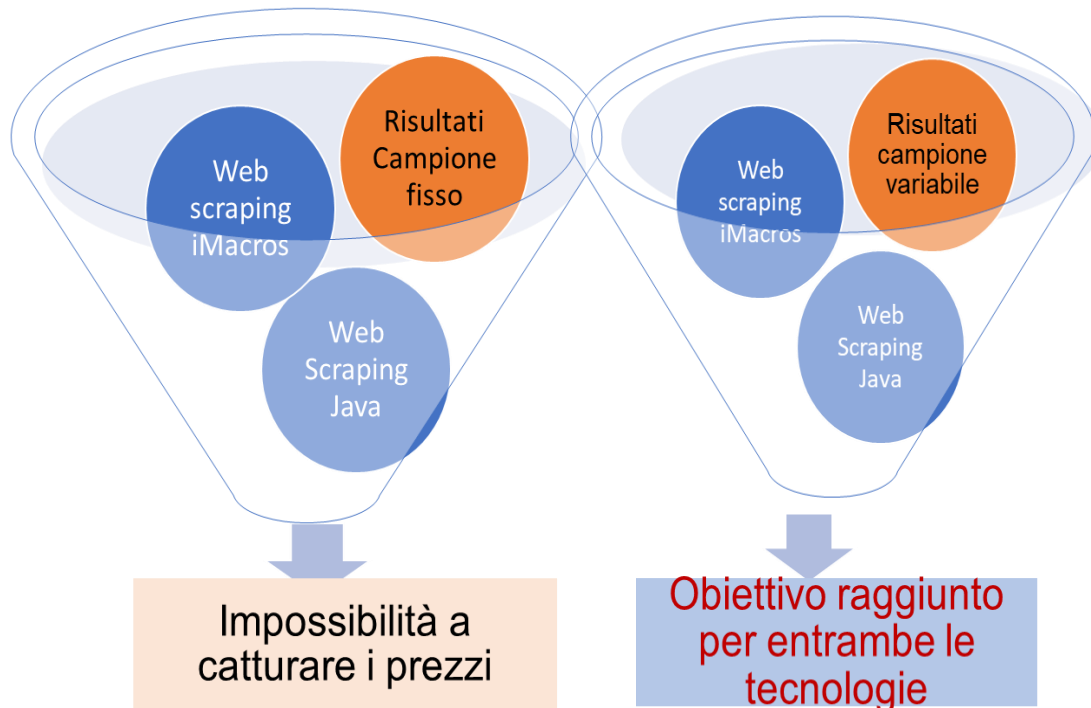 Web
scraping
iMacros
Risultati
Campione
fisso
Web
Scraping
Java
Impossibilità a
catturare i prezzi
Web
scraping
iMacros
Risultati
campione
variabile
Web
Scraping
Java
Obiettivo raggiunto
per entrambe le
tecnologie